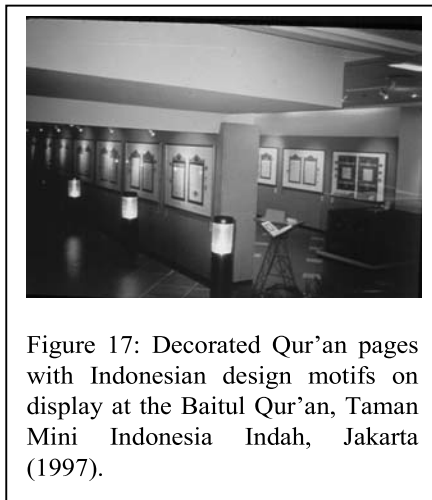 Figure 17: Decorated Qur’an pages
with Indonesian design motifs on
display at the Baitul Qur’an, Taman
Mini Indonesia Indah, Jakarta
(1997).